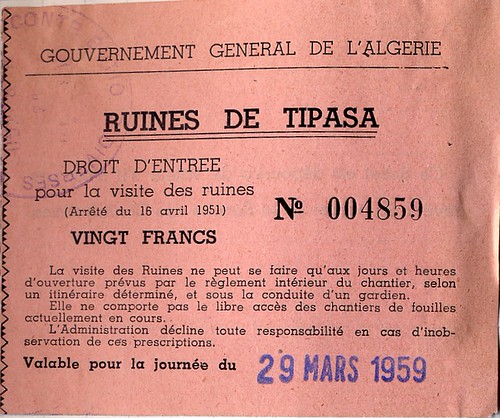 GOUVERNEMENT GENERAL DE L'ALGERIE
RUINES DE TIPASA
DROIT D'ENTREE
pour la visite des ruines
(Arrêté du 16 avril 1951)
Nº 004859
VINGT FRANCS
La visite des Ruines ne peut se faire qu'aux jours et heures
d'ouverture prévus par le règlement intérieur du chantier, selon
un itinéraire déterminé, et sous la conduite d'un gardien.
Elle ne comporte pas le libre accès des chantiers de fouilles
actuellement en cours.
L'Administration décline toute responsabilité en cas d'inob-
servation de ces prescriptions.
Valable pour la journée du 29 MARS 1959